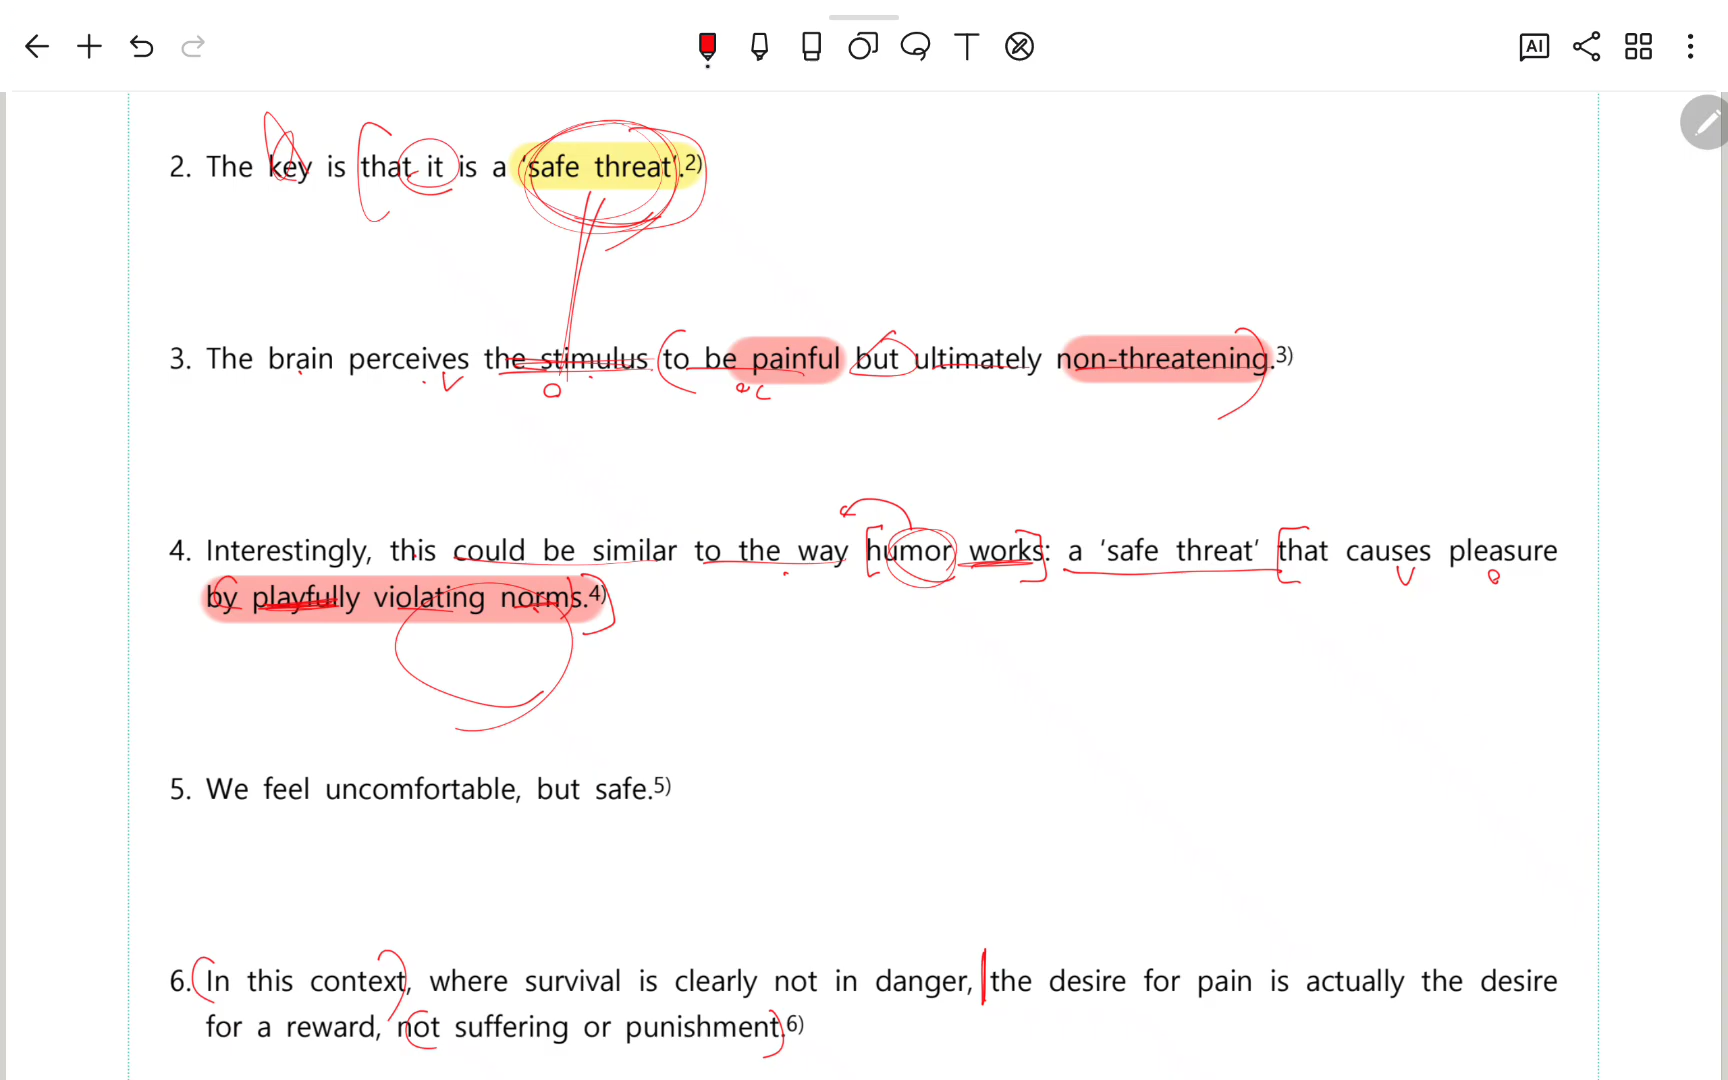 AI
2. The key is that it is a 'safe threat'.2)
3. The brain perceives the stimulus to be painful but ultimately non-threatening.3)
V
O
OC
4. Interestingly, this could be similar to the way humor works: a 'safe threat' that causes pleasure
V
O
by playfully violating norms.4)
5. We feel uncomfortable, but safe.5)
6. In this context, where survival is clearly not in danger, the desire for pain is actually the desire
for a reward, not suffering or punishment.6)